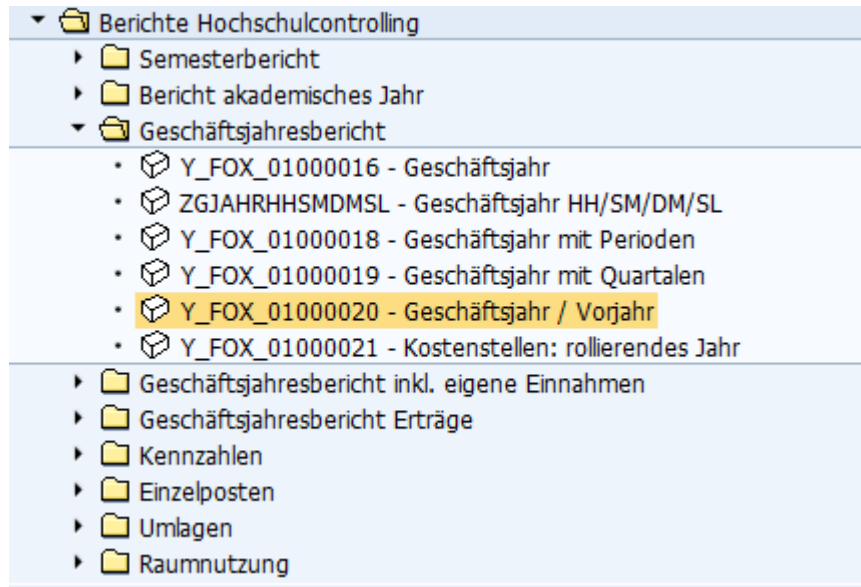 Berichte Hochschulcontrolling
Semesterbericht
Bericht akademisches Jahr
Geschäftsjahresbericht
Y_FOX_01000016 - Geschäftsjahr
ZGJAHRHHSMDMSL - Geschäftsjahr HH/SM/DM/SL
Y_FOX_01000018 - Geschäftsjahr mit Perioden
Y_FOX_01000019 - Geschäftsjahr mit Quartalen
Y_FOX_01000020 - Geschäftsjahr / Vorjahr
Y_FOX_01000021 - Kostenstellen: rollierendes Jahr
Geschäftsjahresbericht inkl. eigene Einnahmen
Geschäftsjahresbericht Erträge
Kennzahlen
Einzelposten
Umlagen
Raumnutzung